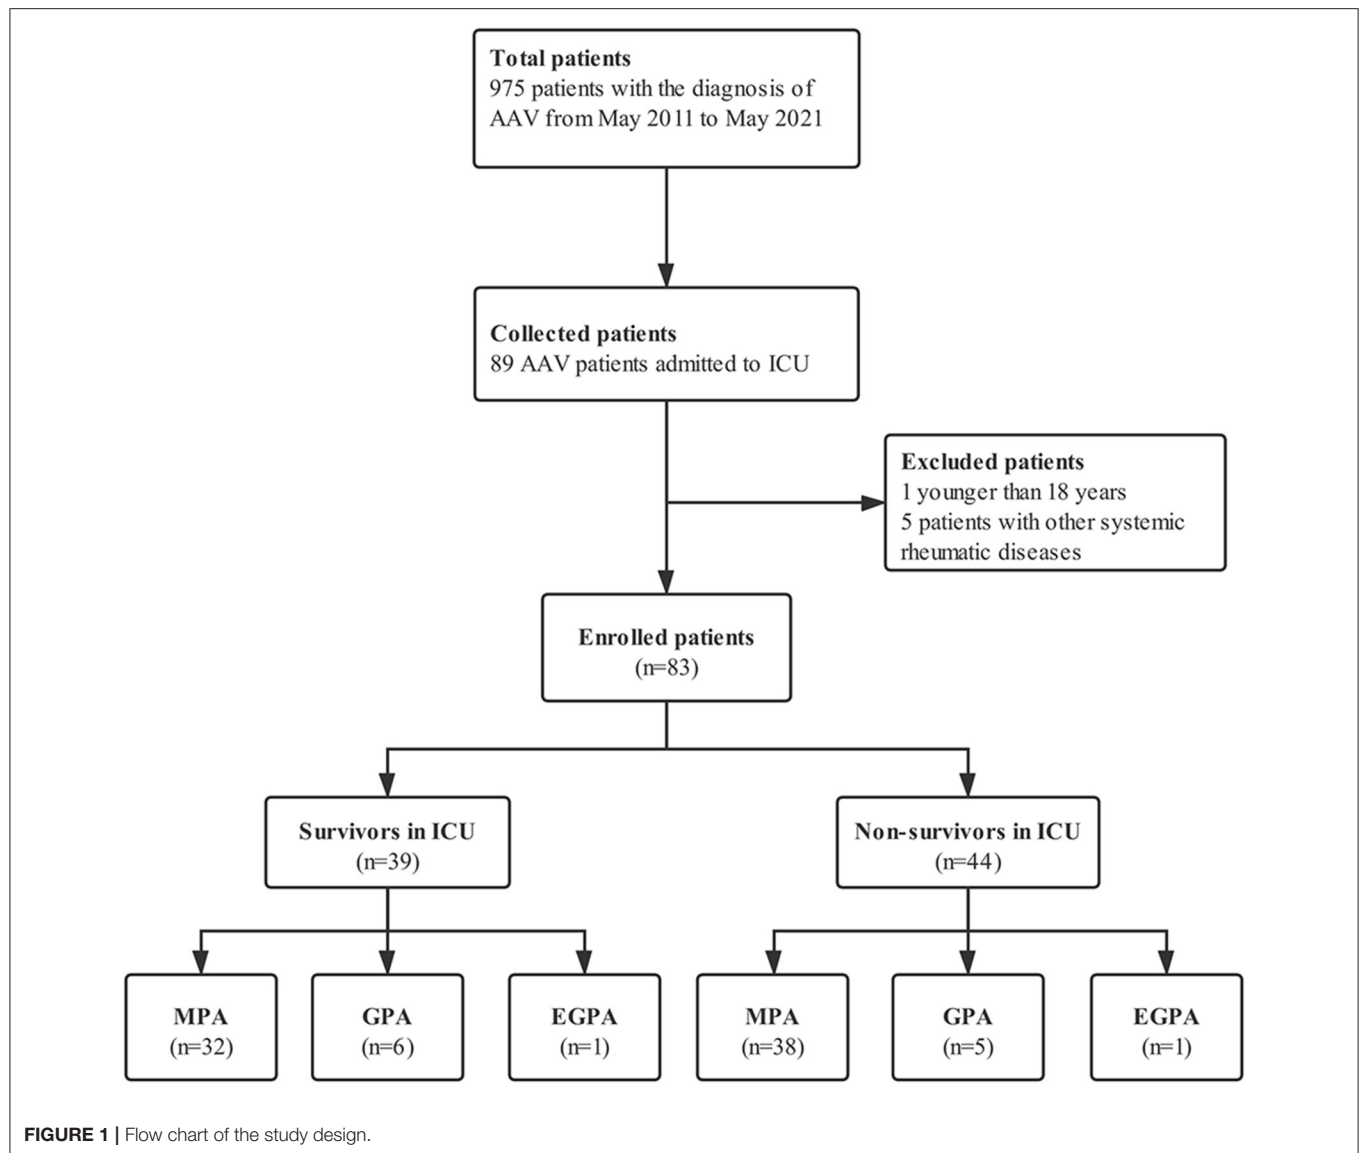 Total patients
975 patients with the diagnosis of
AAV from May 2011 to May 2021
Collected patients
89 AAV patients admitted to ICU
Excluded patients
1 younger than 18 years
5 patients with other systemic
rheumatic diseases
Enrolled patients
(n=83)
Survivors in ICU
(n=39)
Non-survivors in ICU
(n=44)
MPA
(n=32)
GPA
(n=6)
EGPA
(n=1)
MPA
(n=38)
GPA
(n=5)
EGPA
(n=1)
FIGURE 1 | Flow chart of the study design.